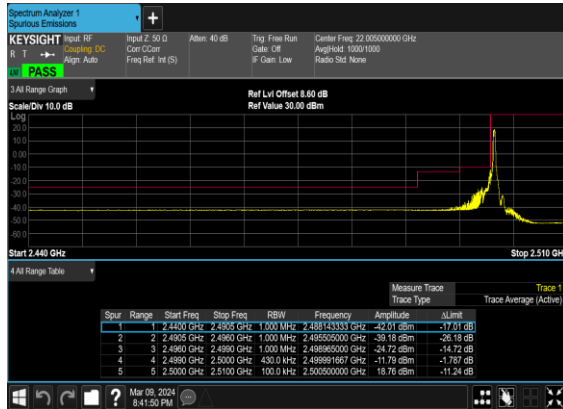 Spectrum Analyzer 1
Spurious Emissions
KEYSIGHT Input: RF Input Z: 50 Ω Atten: 40 dB Trig: Free Run Center Freq: 22.005000000 GHz
R T Coupling: DC Corr CCorr Gate: Off Avg|Hold: 1000/1000
Align: Auto Freq Ref: Int (S) IF Gain: Low Radio Std: None
PASS
3 All Range Graph Ref Lvl Offset 8.60 dB
Scale/Div 10.0 dB Ref Value 30.00 dBm
Log
20.0
10.0
0.00
-10.0
-20.0
-30.0
-40.0
-50.0
-60.0
Start 2.440 GHz Stop 2.510 GH
4 All Range Table
Measure Trace Trace 1
Trace Type Trace Average (Active)
Spur Range Start Freq Stop Freq RBW Frequency Amplitude ΔLimit
1 1 2.4400 GHz 2.4905 GHz 1.000 MHz 2.488143333 GHz -42.01 dBm -17.01 dB
2 2 2.4905 GHz 2.4960 GHz 1.000 MHz 2.495505000 GHz -39.18 dBm -26.18 dB
3 3 2.4960 GHz 2.4990 GHz 1.000 MHz 2.498965000 GHz -24.72 dBm -14.72 dB
4 4 2.4990 GHz 2.5000 GHz 430.0 kHz 2.499991667 GHz -11.79 dBm -1.787 dB
5 5 2.5000 GHz 2.5100 GHz 100.0 kHz 2.500500000 GHz 18.76 dBm -11.24 dB
Mar 09, 2024
8:41:50 PM